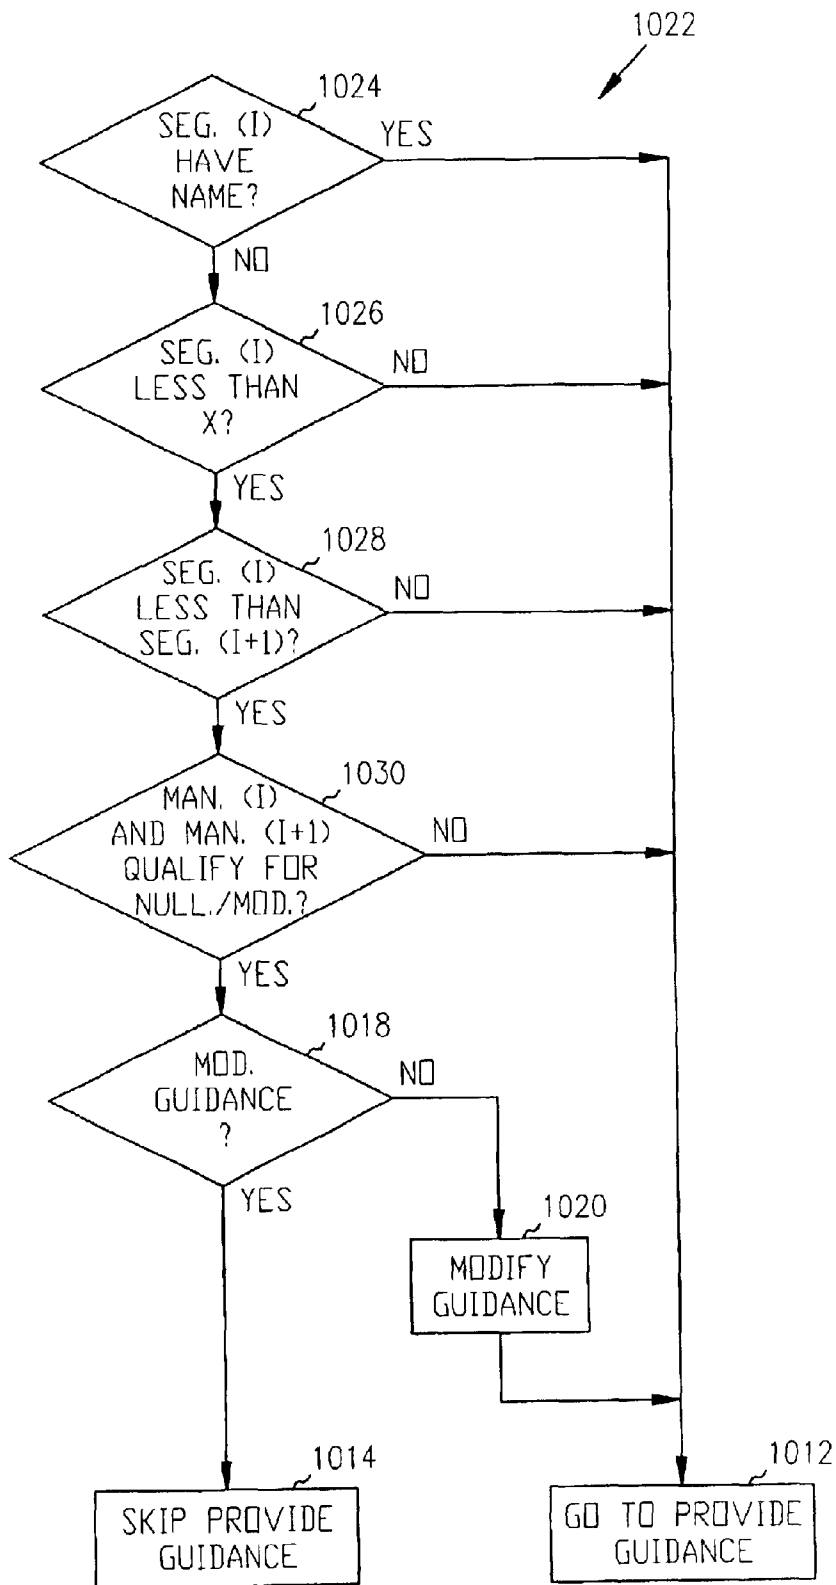 1022
1024
SEG. (I)
HAVE
NAME?
YES
NO
1026
SEG. (I)
LESS THAN
X?
NO
YES
1028
SEG. (I)
LESS THAN
SEG. (I+1)?
NO
YES
1030
MAN. (I)
AND MAN. (I+1)
QUALIFY FOR
NULL./MOD.?
NO
YES
1018
MOD.
GUIDANCE
?
NO
YES
1020
MODIFY
GUIDANCE
1014
SKIP PROVIDE
GUIDANCE
1012
GO TO PROVIDE
GUIDANCE